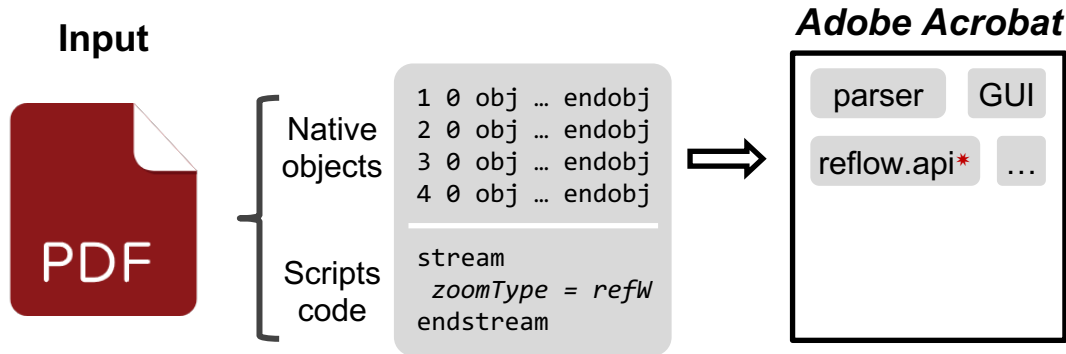 Input
PDF
Native
objects
1 0 obj … endobj
2 0 obj … endobj
3 0 obj … endobj
4 0 obj … endobj
Scripts
code
stream
zoomType = refW
endstream
Adobe Acrobat
parser
GUI
reflow.api*
…